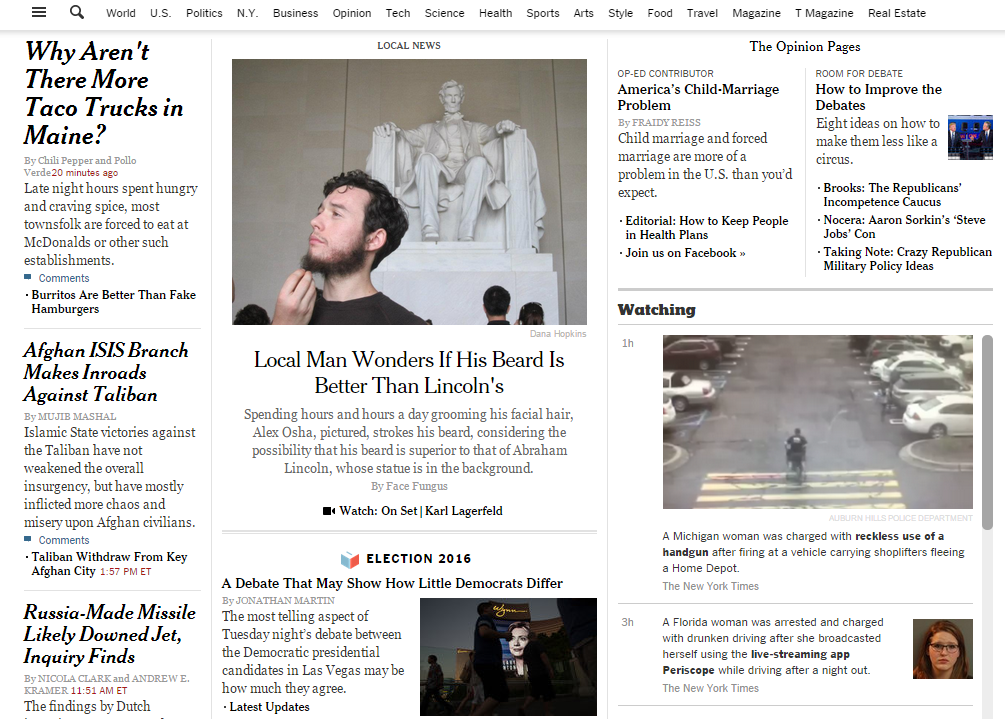 World U.S. Politics N.Y. Business Opinion Tech Science Health Sports Arts Style Food Travel Magazine T Magazine Real Estate
Why Aren't
There More
Taco Trucks in
Maine?
By Chili Pepper and Pollo
Verde20 minutes ago
Late night hours spent hungry
and craving spice, most
townsfolk are forced to eat at
McDonalds or other such
establishments.
Comments
· Burritos Are Better Than Fake
Hamburgers
Afghan ISIS Branch
Makes Inroads
Against Taliban
By MUJIB MASHAL
Islamic State victories against
the Taliban have not
weakened the overall
insurgency, but have mostly
inflicted more chaos and
misery upon Afghan civilians.
Comments
· Taliban Withdraw From Key
Afghan City 1:57 PM ET
Russia-Made Missile
Likely Downed Jet,
Inquiry Finds
By NICOLA CLARK and ANDREW E.
KRAMER 11:51 AM ET
The findings by Dutch
LOCAL NEWS
Dana Hopkins
Local Man Wonders If His Beard Is
Better Than Lincoln's
Spending hours and hours a day grooming his facial hair,
Alex Osha, pictured, strokes his beard, considering the
possibility that his beard is superior to that of Abraham
Lincoln, whose statue is in the background.
By Face Fungus
Watch: On Set | Karl Lagerfeld
ELECTION 2016
A Debate That May Show How Little Democrats Differ
By JONATHAN MARTIN
The most telling aspect of
Tuesday night's debate between
the Democratic presidential
candidates in Las Vegas may be
how much they agree.
· Latest Updates
Wynn
The Opinion Pages
OP-ED CONTRIBUTOR
America's Child-Marriage
Problem
By FRAIDY REISS
Child marriage and forced
marriage are more of a
problem in the U.S. than you'd
expect.
· Editorial: How to Keep People
in Health Plans
· Join us on Facebook »
ROOM FOR DEBATE
How to Improve the
Debates
Eight ideas on how to
make them less like a
circus.
· Brooks: The Republicans'
Incompetence Caucus
· Nocera: Aaron Sorkin's 'Steve
Jobs' Con
· Taking Note: Crazy Republican
Military Policy Ideas
Watching
1h
AUBURN HILLS POLICE DEPARTMENT
A Michigan woman was charged with reckless use of a
handgun after firing at a vehicle carrying shoplifters fleeing
a Home Depot.
The New York Times
3h
A Florida woman was arrested and charged
with drunken driving after she broadcasted
herself using the live-streaming app
Periscope while driving after a night out.
The New York Times